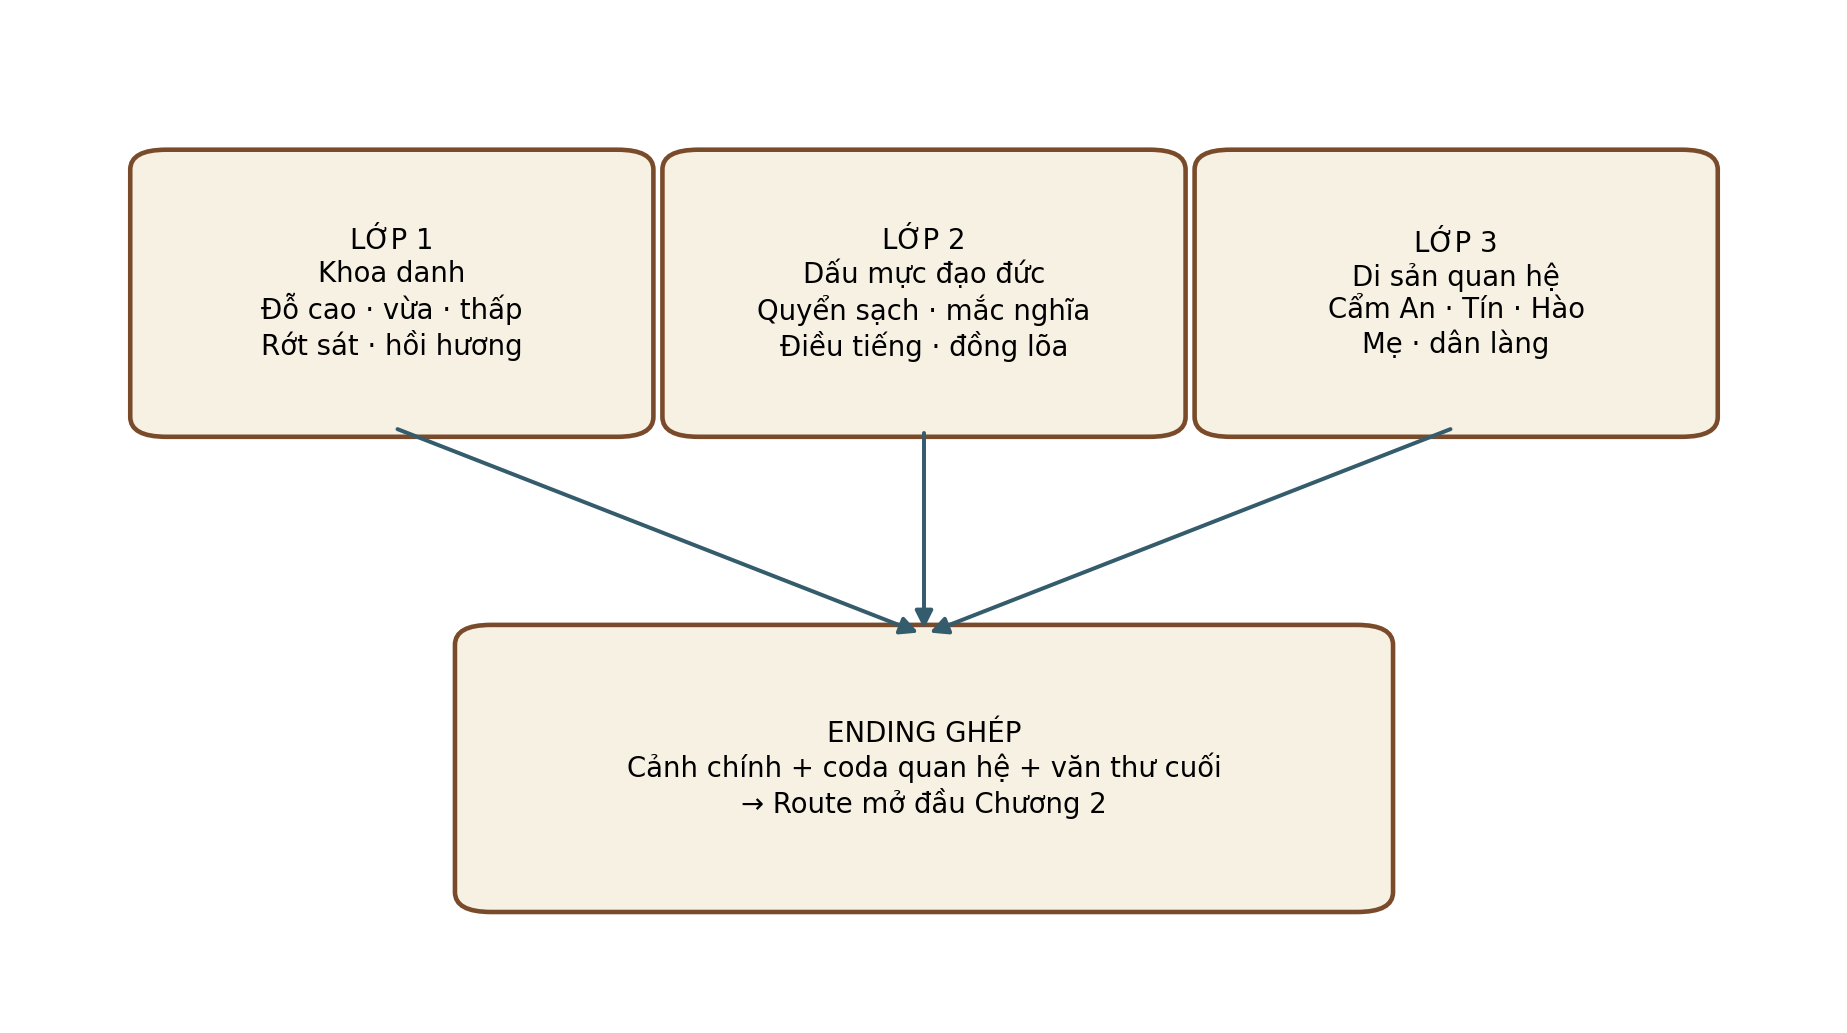 LỚP 1
Khoa danh
Đỗ cao · vừa · thấp
Rớt sát · hồi hương
LỚP 2
Dấu mực đạo đức
Quyển sạch · mắc nghĩa
Điều tiếng · đồng lõa
LỚP 3
Di sản quan hệ
Cẩm An · Tín · Hào
Mẹ · dân làng
ENDING GHÉP
Cảnh chính + coda quan hệ + văn thư cuối
→ Route mở đầu Chương 2